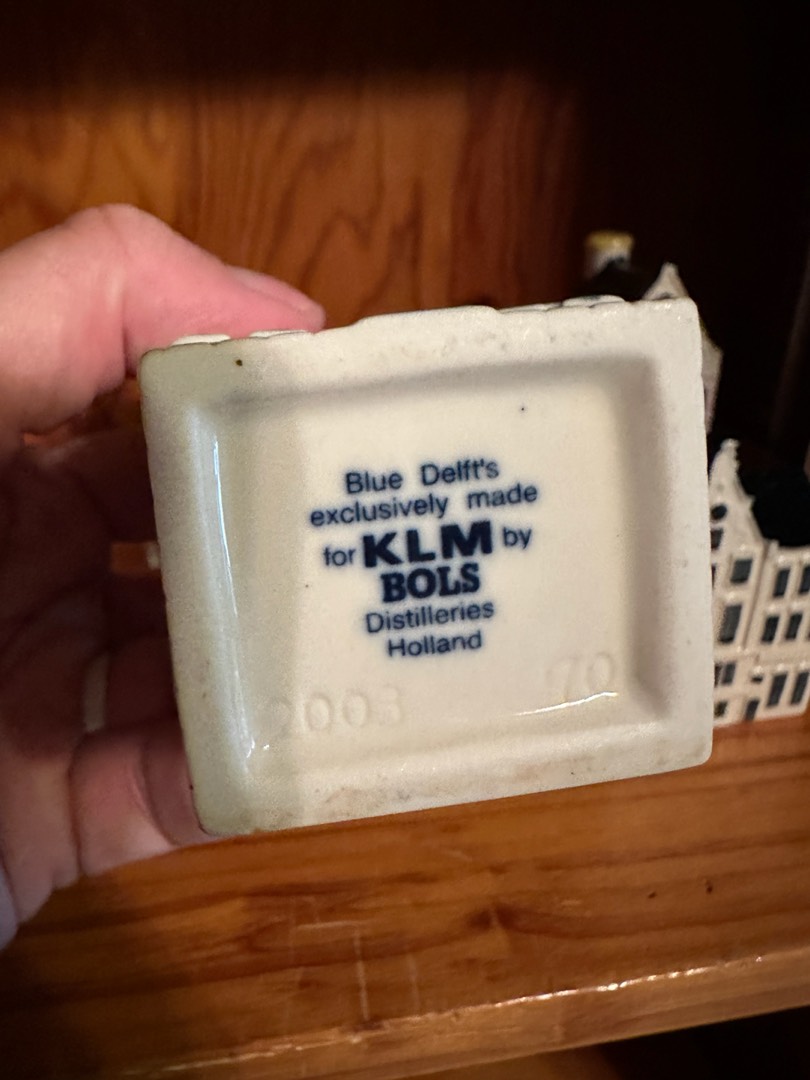 Blue Delft's
exclusively made
for KLM by
BOLS
Distilleries
Holland
2003 70